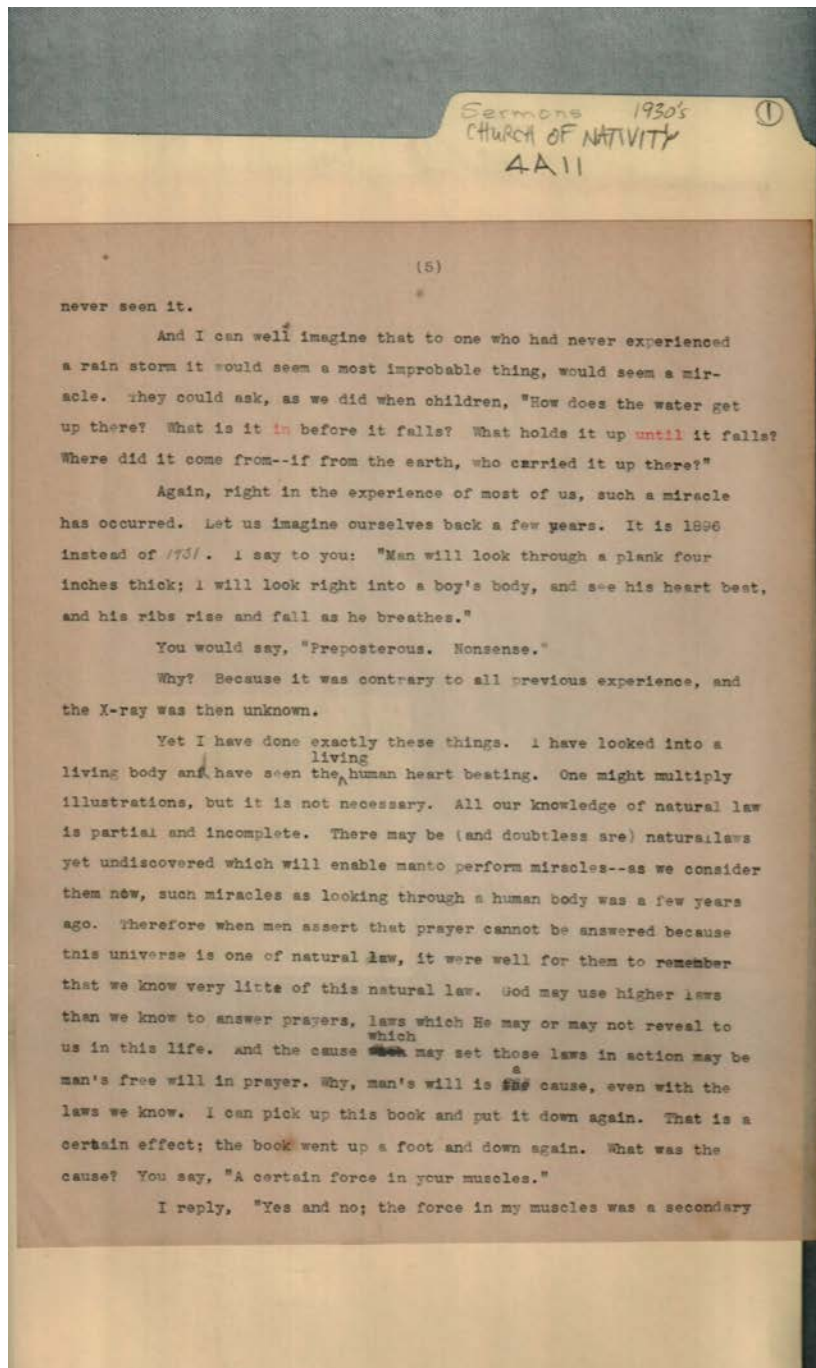 Sermons 1930's ①
CHURCH OF NATIVITY
4A11
(5)
never seen it.
And I can well imagine that to one who had never experienced
a rain storm it would seem a most improbable thing, would seem a mir-
acle. They could ask, as we did when children, "How does the water get
up there? What is it in before it falls? What holds it up until it falls?
Where did it come from--if from the earth, who carried it up there?"
Again, right in the experience of most of us, such a miracle
has occurred. Let us imagine ourselves back a few years. It is 1896
instead of 1931. I say to you: "Man will look through a plank four
inches thick; I will look right into a boy's body, and see his heart beat,
and his ribs rise and fall as he breathes."
You would say, "Preposterous. Nonsense."
Why? Because it was contrary to all previous experience, and
the X-ray was then unknown.
Yet I have done exactly these things. I have looked into a
living
living body and have seen the human heart beating. One might multiply
illustrations, but it is not necessary. All our knowledge of natural law
is partial and incomplete. There may be (and doubtless are) naturallaws
yet undiscovered which will enable manto perform miracles--as we consider
them now, such miracles as looking through a human body was a few years
ago. Therefore when men assert that prayer cannot be answered because
this universe is one of natural law, it were well for them to remember
that we know very litte of this natural law. God may use higher laws
than we know to answer prayers, laws which He may or may not reveal to
which
us in this life. And the cause may set those laws in action may be
a
man's free will in prayer. Why, man's will is the cause, even with the
laws we know. I can pick up this book and put it down again. That is a
certain effect; the book went up a foot and down again. What was the
cause? You say, "A certain force in your muscles."
I reply, "Yes and no; the force in my muscles was a secondary